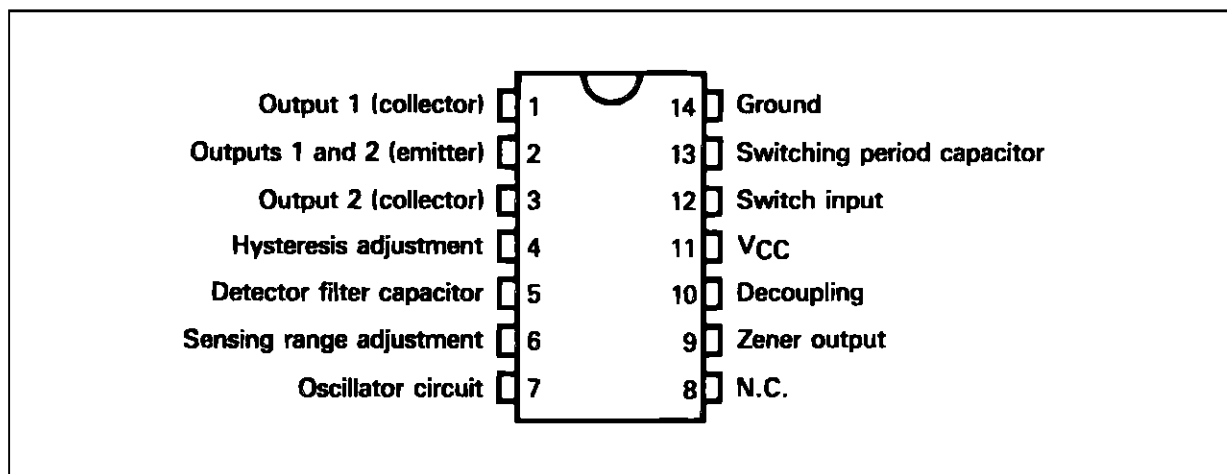 Output 1 (collector) 1 14 Ground
Outputs 1 and 2 (emitter) 2 13 Switching period capacitor
Output 2 (collector) 3 12 Switch input
Hysteresis adjustment 4 11 VCC
Detector filter capacitor 5 10 Decoupling
Sensing range adjustment 6 9 Zener output
Oscillator circuit 7 8 N.C.